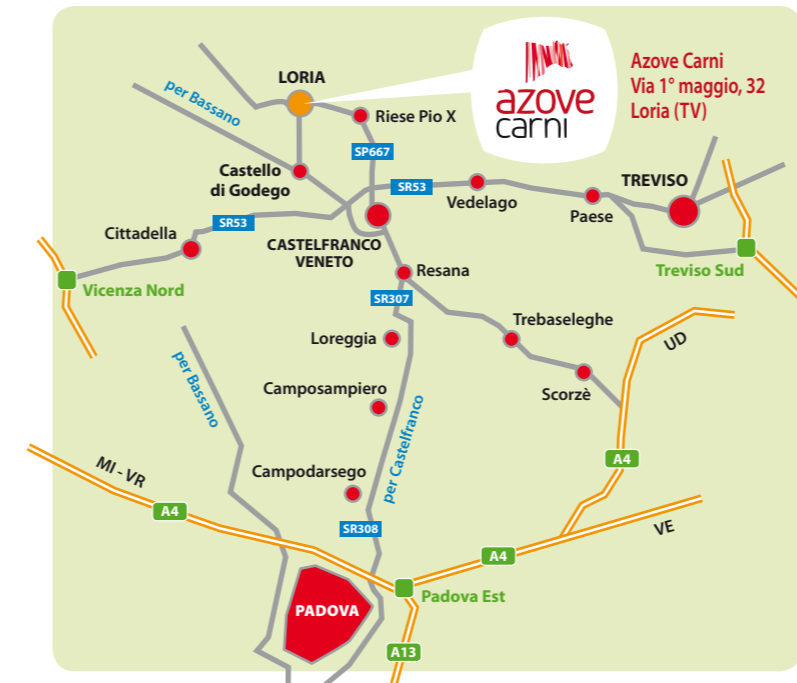 LORIA
per Bassano
Riese Pio X
azove
carni
Azove Carni
Via 1° maggio, 32
Loria (TV)
SP667
Castello
di Godego
SR53
Vedelago
Paese
TREVISO
Cittadella
SR53
CASTELFRANCO
VENETO
Resana
Treviso Sud
Vicenza Nord
SR307
Loreggia
Trebaseleghe
UD
per Bassano
Camposampiero
Scorzè
per Castelfranco
A4
MI - VR
Campodarsego
A4
SR308
VE
A4
Padova Est
PADOVA
A13